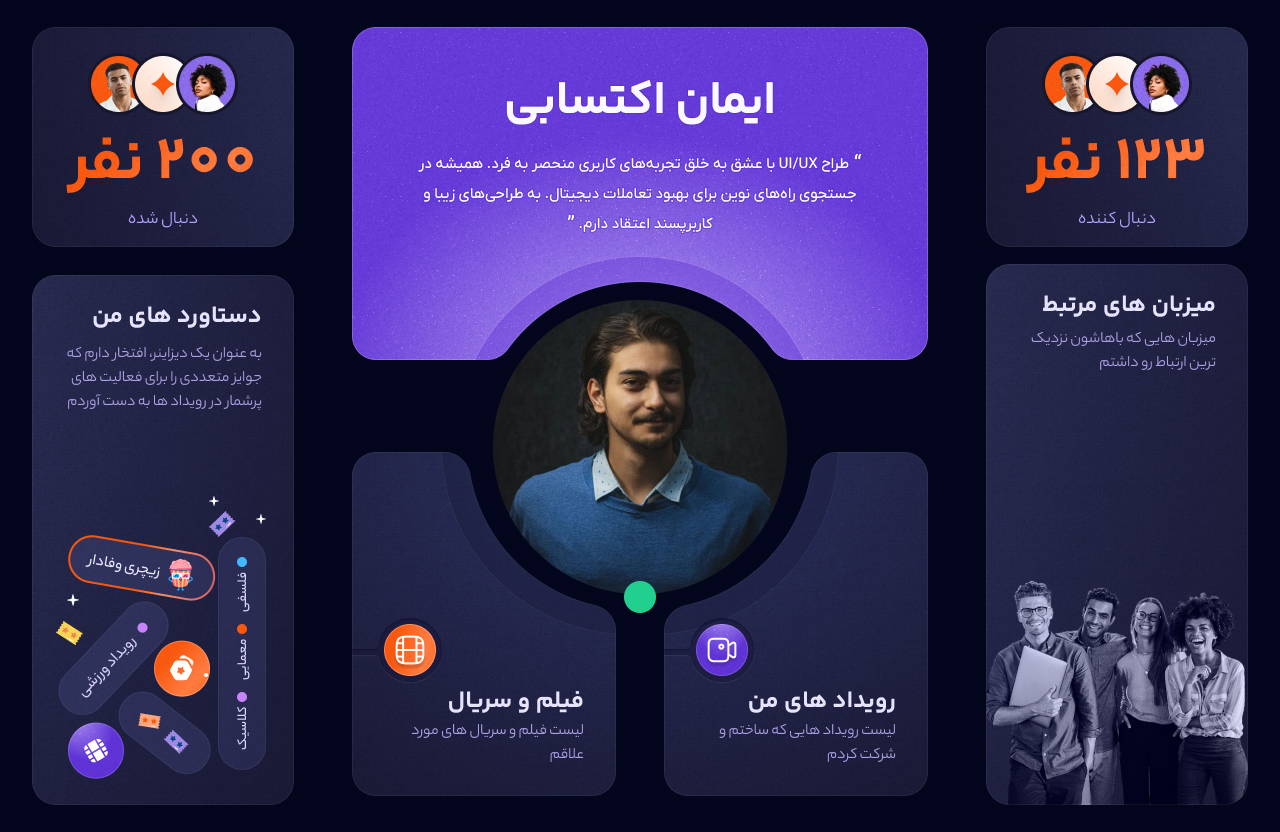 ۱۲۳ نفر
دنبال کننده
میزبان های مرتبط
میزبان هایی که باهاشون نزدیک
ترین ارتباط رو داشتم
ایمان اکتسابی
“ طراح UI/UX با عشق به خلق تجربه‌های کاربری منحصر به فرد. همیشه در
جستجوی راه‌های نوین برای بهبود تعاملات دیجیتال. به طراحی‌های زیبا و
کاربرپسند اعتقاد دارم. ”
رویداد های من
لیست رویداد هایی که ساختم و
شرکت کردم
فیلم و سریال
لیست فیلم و سریال های مورد
علاقم
۲۰۰ نفر
دنبال شده
دستاورد های من
به عنوان یک دیزاینر، افتخار دارم که
جوایز متعددی را برای فعالیت های
پرشمار در رویداد ها به دست آوردم
زیچری وفادار
فلسفی
معمایی
کلاسیک
رویداد ورزشی